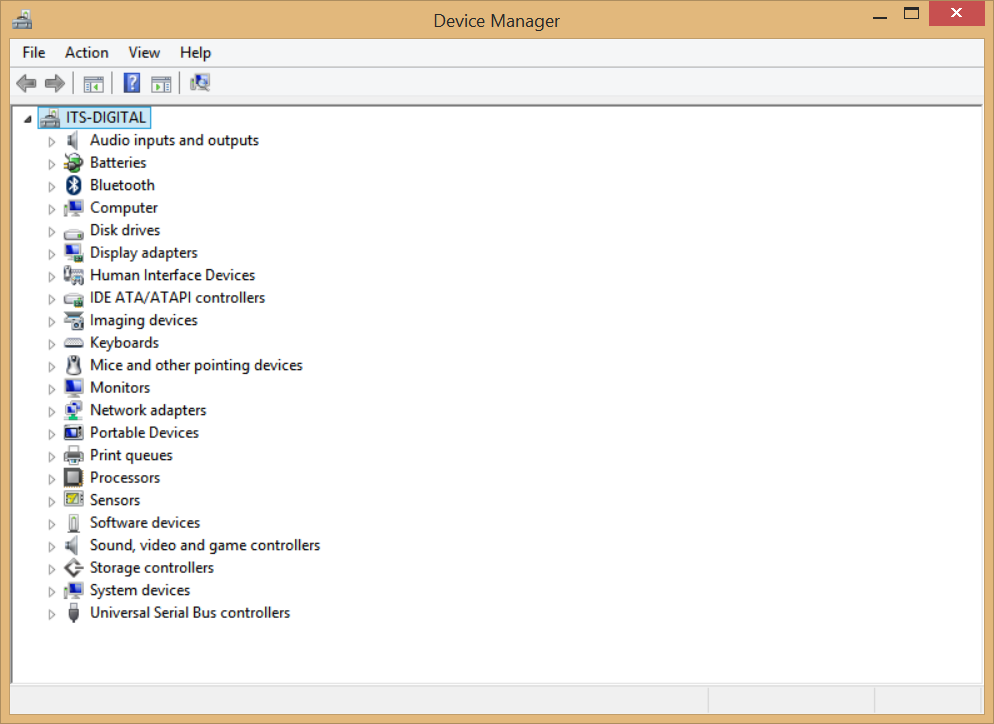 Device Manager
File Action View Help
ITS-DIGITAL
Audio inputs and outputs
Batteries
Bluetooth
Computer
Disk drives
Display adapters
Human Interface Devices
IDE ATA/ATAPI controllers
Imaging devices
Keyboards
Mice and other pointing devices
Monitors
Network adapters
Portable Devices
Print queues
Processors
Sensors
Software devices
Sound, video and game controllers
Storage controllers
System devices
Universal Serial Bus controllers